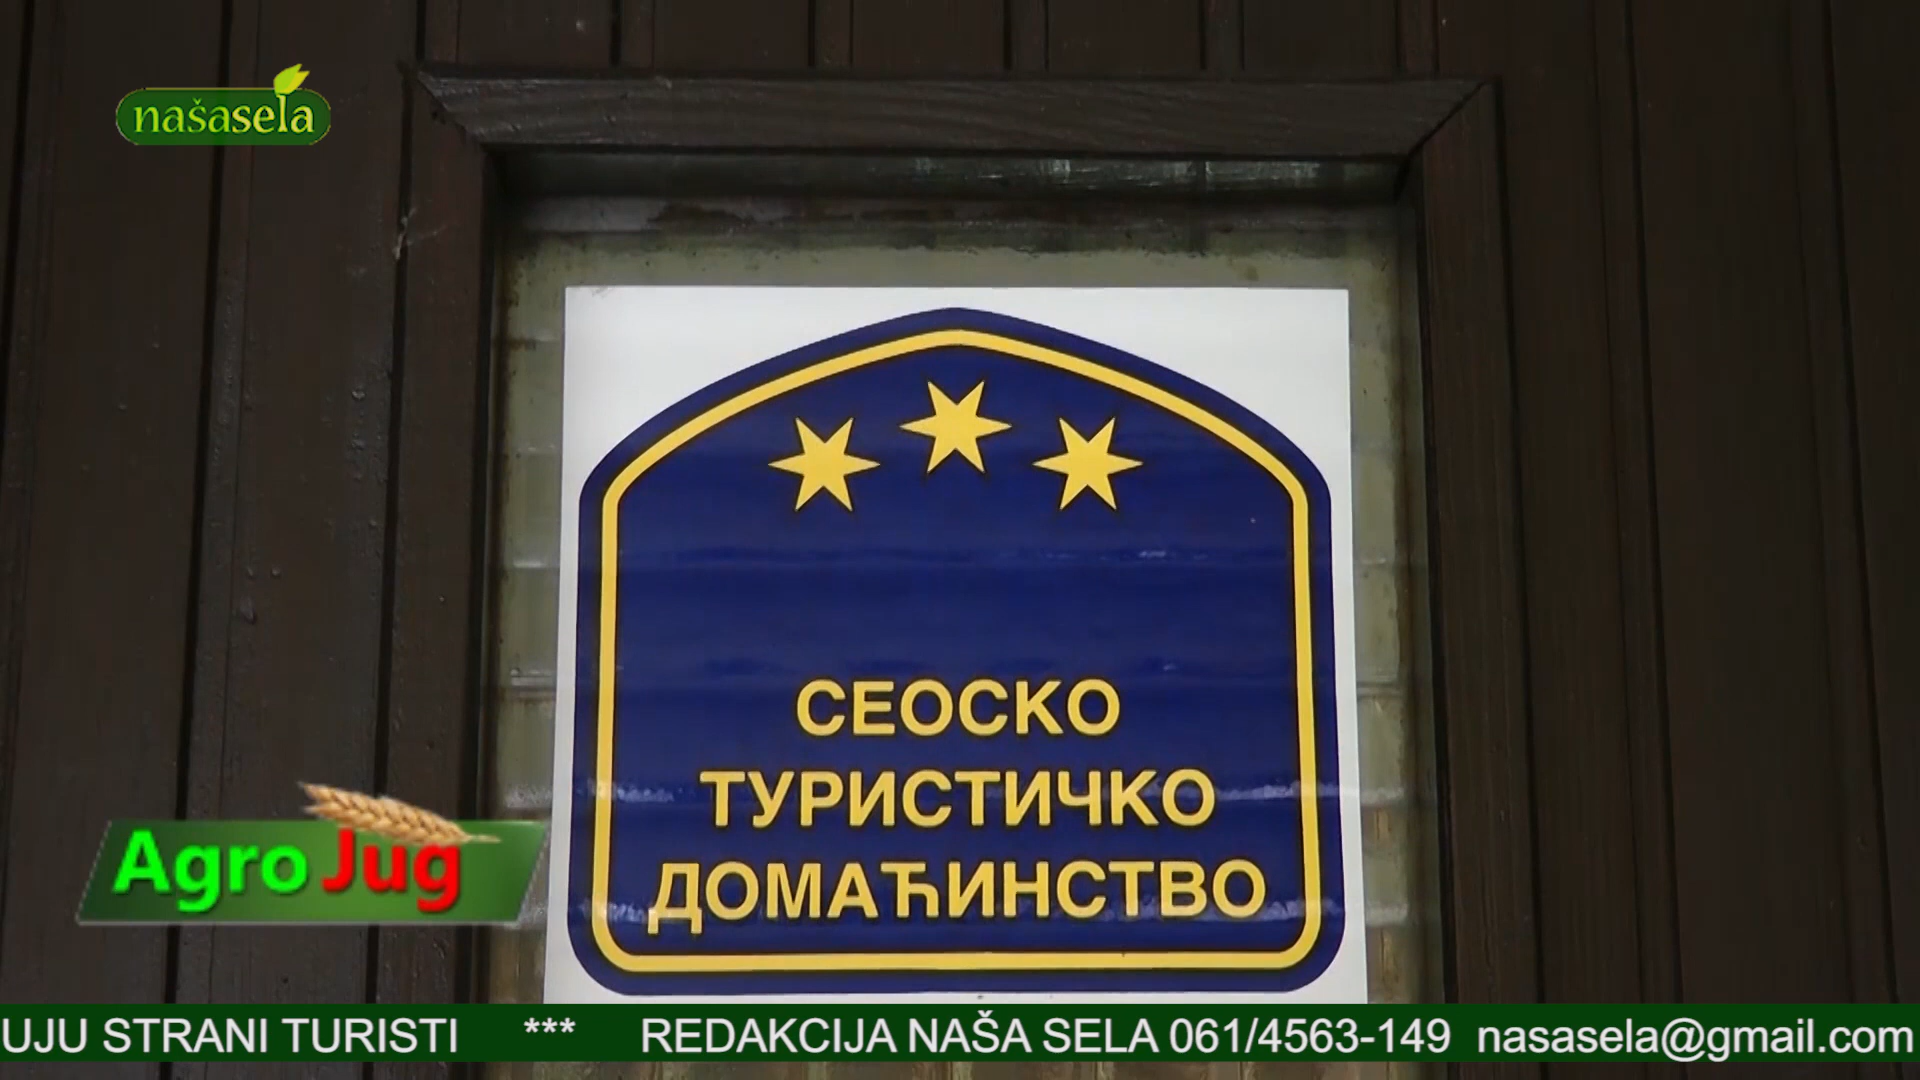 našasela
СЕОСКО
ТУРИСТИЧКО
ДОМАЋИНСТВО
Agro Jug
UJU STRANI TURISTI *** REDAKCIJA NAŠA SELA 061/4563-149 nasasela@gmail.com